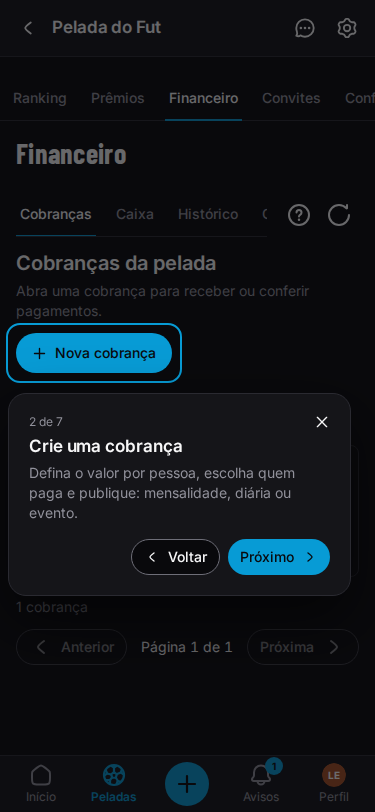 Pelada do Fut
Ranking Prêmios Financeiro Convites Conf
Financeiro
Cobranças Caixa Histórico
Cobranças da pelada
Abra uma cobrança para receber ou conferir
pagamentos.
Nova cobrança
2 de 7
Crie uma cobrança
Defina o valor por pessoa, escolha quem
paga e publique: mensalidade, diária ou
evento.
Voltar Próximo
1 cobrança
Anterior Página 1 de 1 Próxima
1
LE
Início Peladas Avisos Perfil